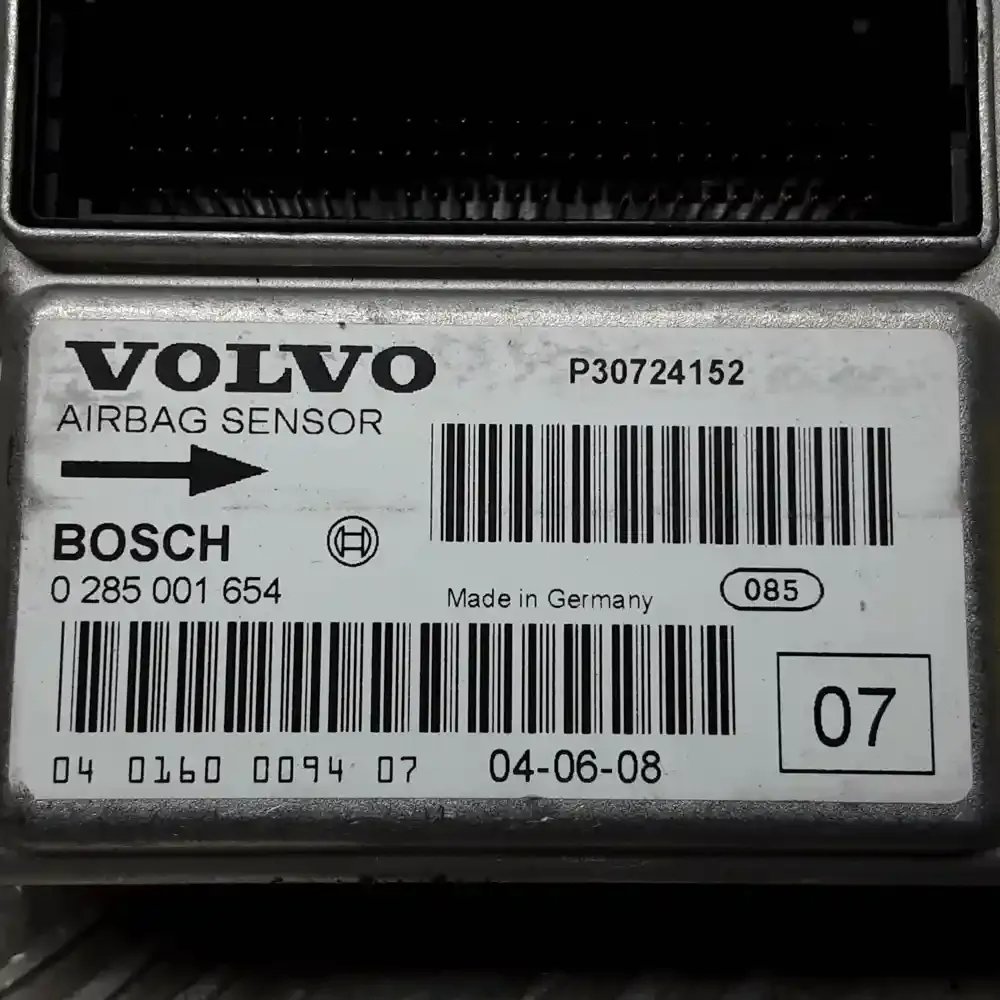 VOLVO
P30724152
AIRBAG SENSOR
BOSCH
0 285 001 654
Made in Germany
085
07
04 0160 0094 07
04-06-08